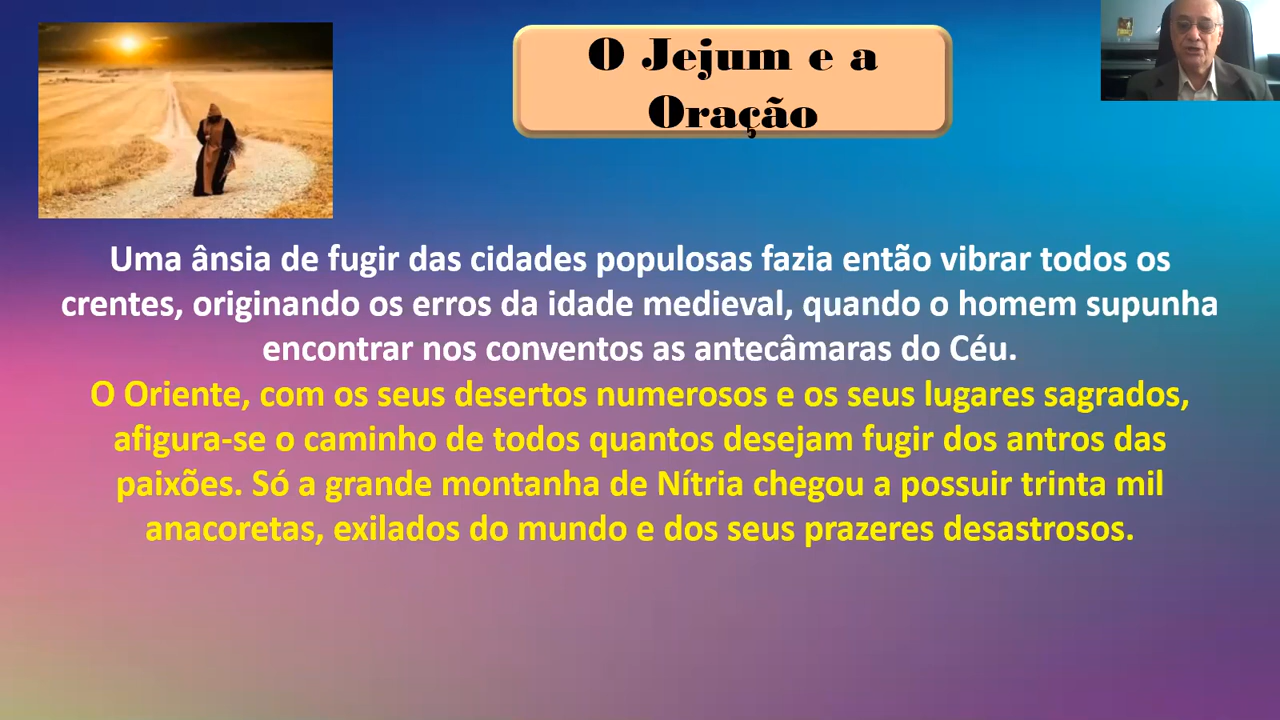 O Jejum e a
Oração
Uma ânsia de fugir das cidades populosas fazia então vibrar todos os
crentes, originando os erros da idade medieval, quando o homem supunha
encontrar nos conventos as antecâmaras do Céu.
O Oriente, com os seus desertos numerosos e os seus lugares sagrados,
afigura-se o caminho de todos quantos desejam fugir dos antros das
paixões. Só a grande montanha de Nítria chegou a possuir trinta mil
anacoretas, exilados do mundo e dos seus prazeres desastrosos.